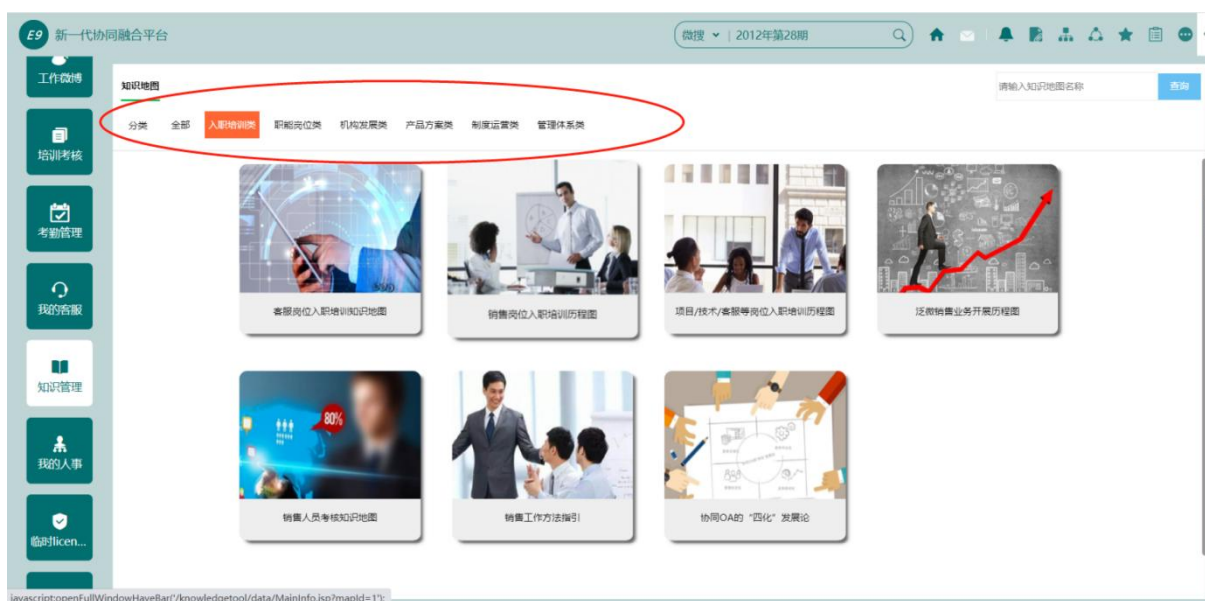 E9 新一代协同融合平台
微搜 | 2012年第28期
工作微博
培训考核
考勤管理
我的客服
知识管理
我的人事
临时licen...
知识地图
请输入知识地图名称
查询
分类 全部 入职培训类 职能岗位类 机构发展类 产品方案类 制度运营类 管理体系类
客服岗位入职培训知识地图
销售岗位入职培训历程图
项目/技术/客服等岗位入职培训历程图
泛微销售业务开展历程图
80%
销售人员考核知识地图
销售工作方法指引
协同OA的“四化”发展论
javascript:openFullWindowHaveBar("/knowledgetool/data/MainInfo.jsp?mapId=1");